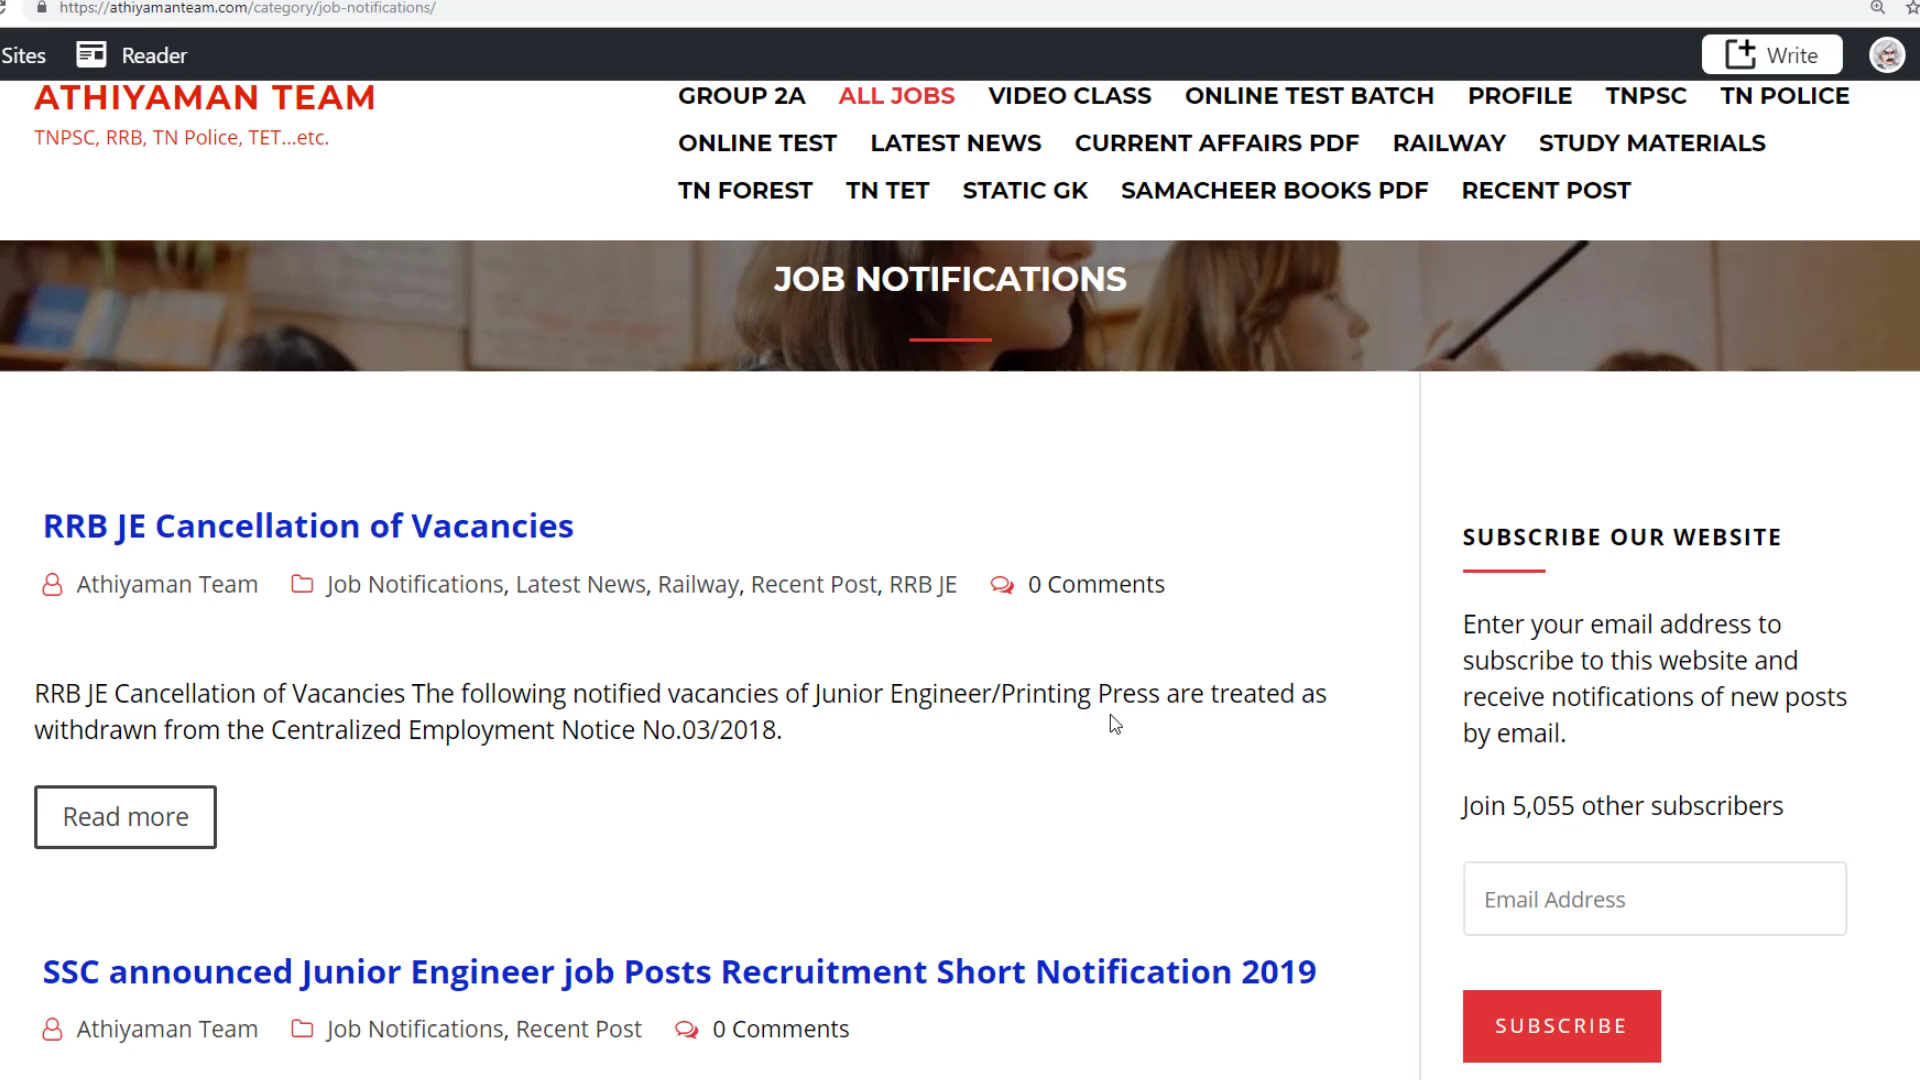 https://athiyamanteam.com/category/job-notifications/
Sites
Reader
Write
ATHIYAMAN TEAM
TNPSC, RRB, TN Police, TET...etc.
GROUP 2A ALL JOBS VIDEO CLASS ONLINE TEST BATCH PROFILE TNPSC TN POLICE
ONLINE TEST LATEST NEWS CURRENT AFFAIRS PDF RAILWAY STUDY MATERIALS
TN FOREST TN TET STATIC GK SAMACHEER BOOKS PDF RECENT POST
JOB NOTIFICATIONS
RRB JE Cancellation of Vacancies
Athiyaman Team Job Notifications, Latest News, Railway, Recent Post, RRB JE 0 Comments
RRB JE Cancellation of Vacancies The following notified vacancies of Junior Engineer/Printing Press are treated as
withdrawn from the Centralized Employment Notice No.03/2018.
Read more
SSC announced Junior Engineer job Posts Recruitment Short Notification 2019
Athiyaman Team Job Notifications, Recent Post 0 Comments
SUBSCRIBE OUR WEBSITE
Enter your email address to
subscribe to this website and
receive notifications of new posts
by email.
Join 5,055 other subscribers
Email Address
SUBSCRIBE